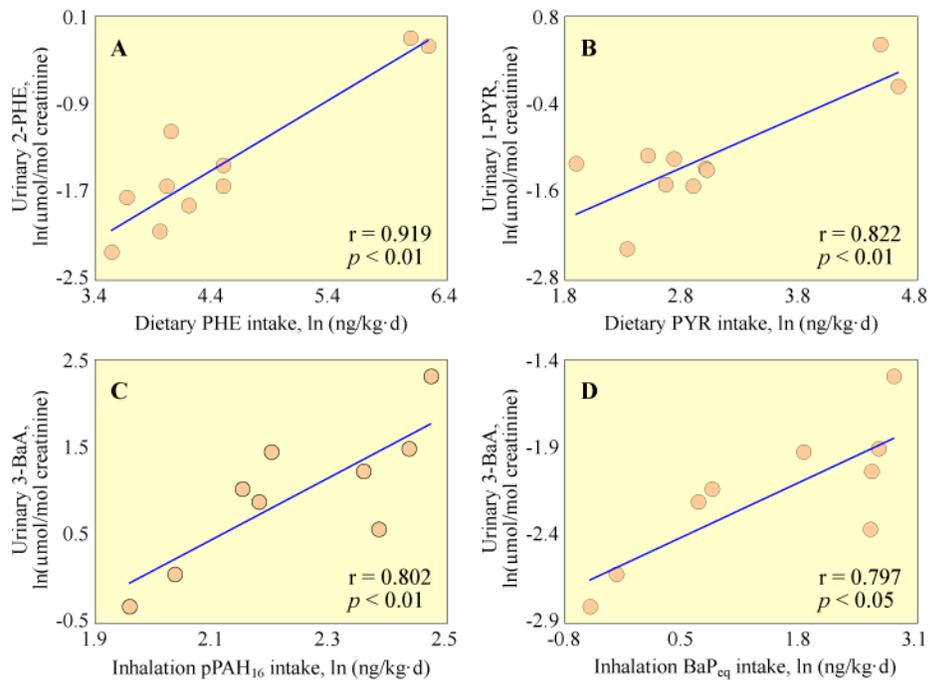 A
Urinary 2-PHE,
ln(umol/mol creatinine)
0.1
-0.9
-1.7
-2.5
3.4 4.4 5.4 6.4
r = 0.919
p < 0.01
Dietary PHE intake, ln (ng/kg·d)
B
Urinary 1-PYR,
ln(umol/mol creatinine)
0.8
-0.4
-1.6
-2.8
1.8 2.8 3.8 4.8
r = 0.822
p < 0.01
Dietary PYR intake, ln (ng/kg·d)
C
Urinary 3-BaA,
ln(umol/mol creatinine)
2.5
1.5
0.5
-0.5
1.9 2.1 2.3 2.5
r = 0.802
p < 0.01
Inhalation pPAH16 intake, ln (ng/kg·d)
D
Urinary 3-BaA,
ln(umol/mol creatinine)
-1.4
-1.9
-2.4
-2.9
-0.8 0.5 1.8 3.1
r = 0.797
p < 0.05
Inhalation BaPeq intake, ln (ng/kg·d)